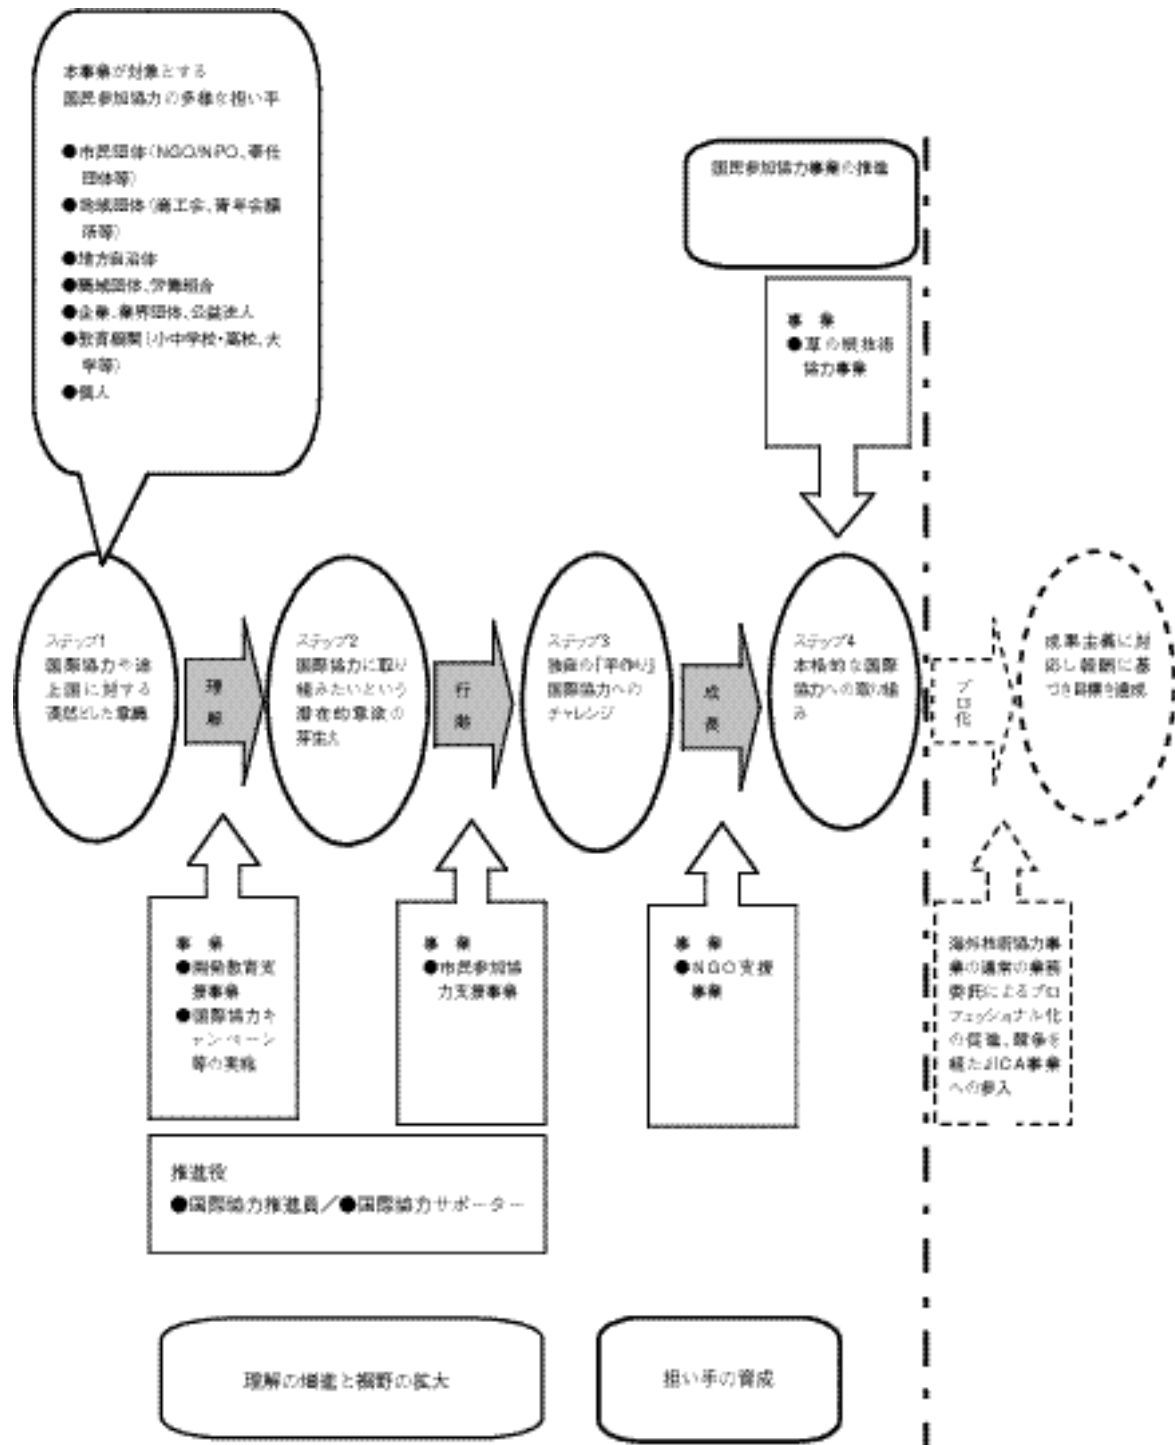 本事業が対象とする
国民参加協力の多様な担い手
●市民団体（NGO/NPO、奉仕
団体等）
●地域団体（商工会、青年会議
所等）
●地方自治体
●職域団体、労働組合
●企業、業界団体、公益法人
●教育機関（小中学校・高校、大
学等）
●個人
国民参加協力事業の推進
事　業
●草の根技術
協力事業
ステップ1
国際協力や途
上国に対する
漠然とした意識
理
解
ステップ2
国際協力に取り
組みたいという
潜在的意欲の
芽生え
行
動
ステップ3
独自の『手作り』
国際協力への
チャレンジ
成
長
ステップ4
本格的な国際
協力への取り組
み
プ
ロ
化
成果主義に対
応し報酬に基
づき目標を達成
事　業
●開発教育支
援事業
●国際協力キ
ャンペーン
等の実施
事　業
●市民参加協
力支援事業
事　業
●NGO支援
事業
海外技術協力事
業の通常の業務
委託によるプロ
フェッショナル化
の促進、競争を
経たJICA事業
への参入
推進役
●国際協力推進員／●国際協力サポーター
理解の増進と裾野の拡大
担い手の育成